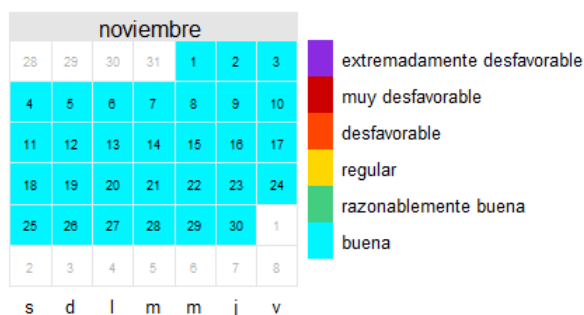 noviembre
28 29 30 31 1 2 3
4 5 6 7 8 9 10
11 12 13 14 15 16 17
18 19 20 21 22 23 24
25 26 27 28 29 30 1
2 3 4 5 6 7 8
s d l m m j v
extremadamente desfavorable
muy desfavorable
desfavorable
regular
razonablemente buena
buena